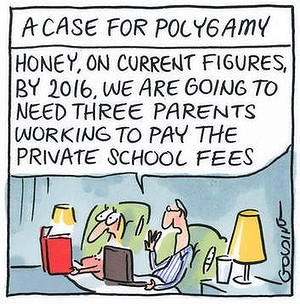 A CASE FOR POLYGAMY
HONEY, ON CURRENT FIGURES,
BY 2016, WE ARE GOING TO
NEED THREE PARENTS
WORKING TO PAY THE
PRIVATE SCHOOL FEES
GOLDING